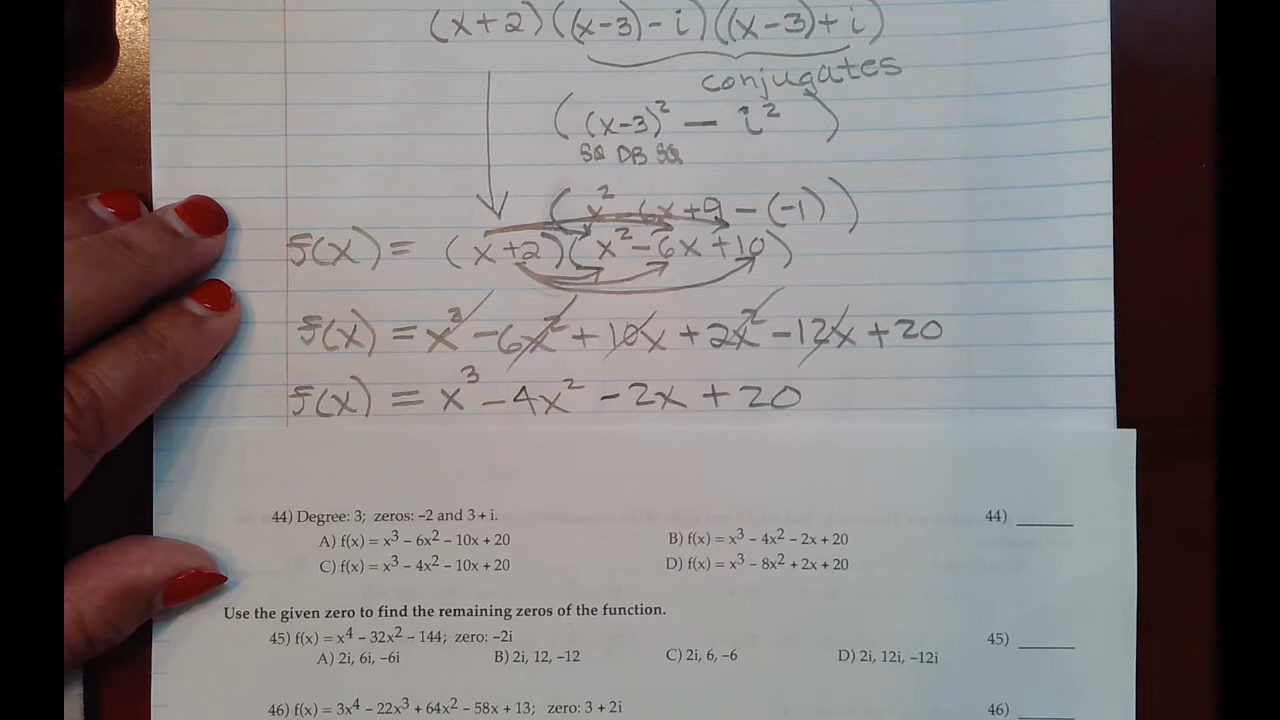 (x+2)((x-3)-i)((x-3)+i)
conjugates
((x-3)² - i²)
SQ DB SQ
(x² - 6x + 9 - (-1))
f(x) = (x+2)(x² - 6x + 10)
f(x) = x³ - 6x² + 10x + 2x² - 12x + 20
f(x) = x³ - 4x² - 2x + 20
44) Degree: 3; zeros: -2 and 3 + i.
44) ______
A) f(x) = x³ - 6x² - 10x + 20
B) f(x) = x³ - 4x² - 2x + 20
C) f(x) = x³ - 4x² - 10x + 20
D) f(x) = x³ - 8x² + 2x + 20
Use the given zero to find the remaining zeros of the function.
45) f(x) = x⁴ - 32x² - 144; zero: -2i
45) ______
A) 2i, 6i, -6i
B) 2i, 12, -12
C) 2i, 6, -6
D) 2i, 12i, -12i
46) f(x) = 3x⁴ - 22x³ + 64x² - 58x + 13; zero: 3 + 2i
46) ______